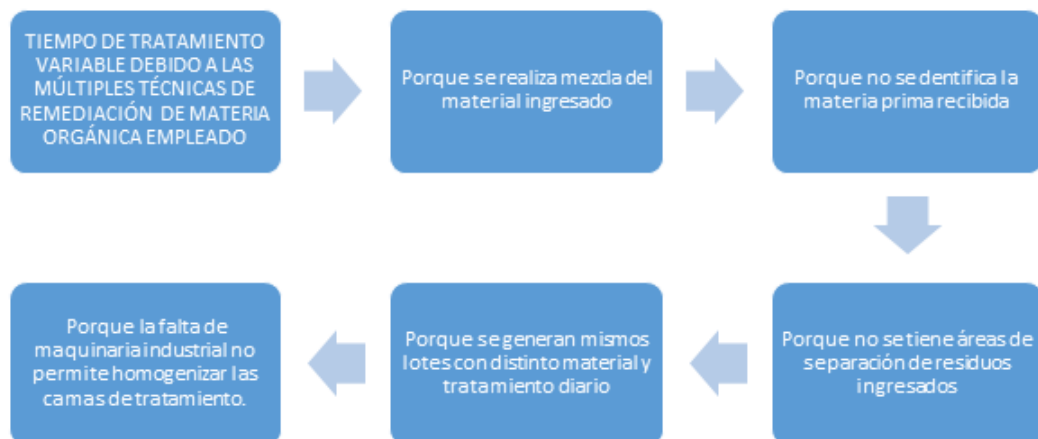 TIEMPO DE TRATAMIENTO
VARIABLE DEBIDO A LAS
MÚLTIPLES TÉCNICAS DE
REMEDIACIÓN DE MATERIA
ORGÁNICA EMPLEADO
Porque se realiza mezcla del
material ingresado
Porque no se dentifica la
materia prima recibida
Porque no se tiene áreas de
separación de residuos
ingresados
Porque se generan mismos
lotes con distinto material y
tratamiento diario
Porque la falta de
maquinaria industrial no
permite homogenizar las
camas de tratamiento.